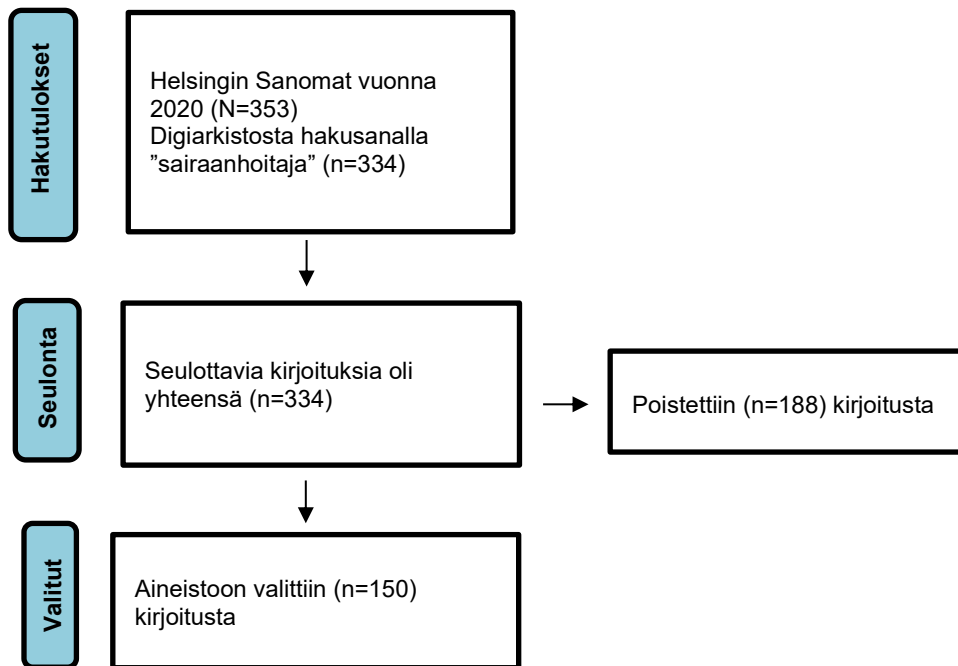 Hakutulokset
Helsingin Sanomat vuonna
2020 (N=353)
Digiarkistosta hakusanalla
”sairaanhoitaja” (n=334)
Seulonta
Seulottavia kirjoituksia oli
yhteensä (n=334)
Poistettiin (n=188) kirjoitusta
Valitut
Aineistoon valittiin (n=150)
kirjoitusta